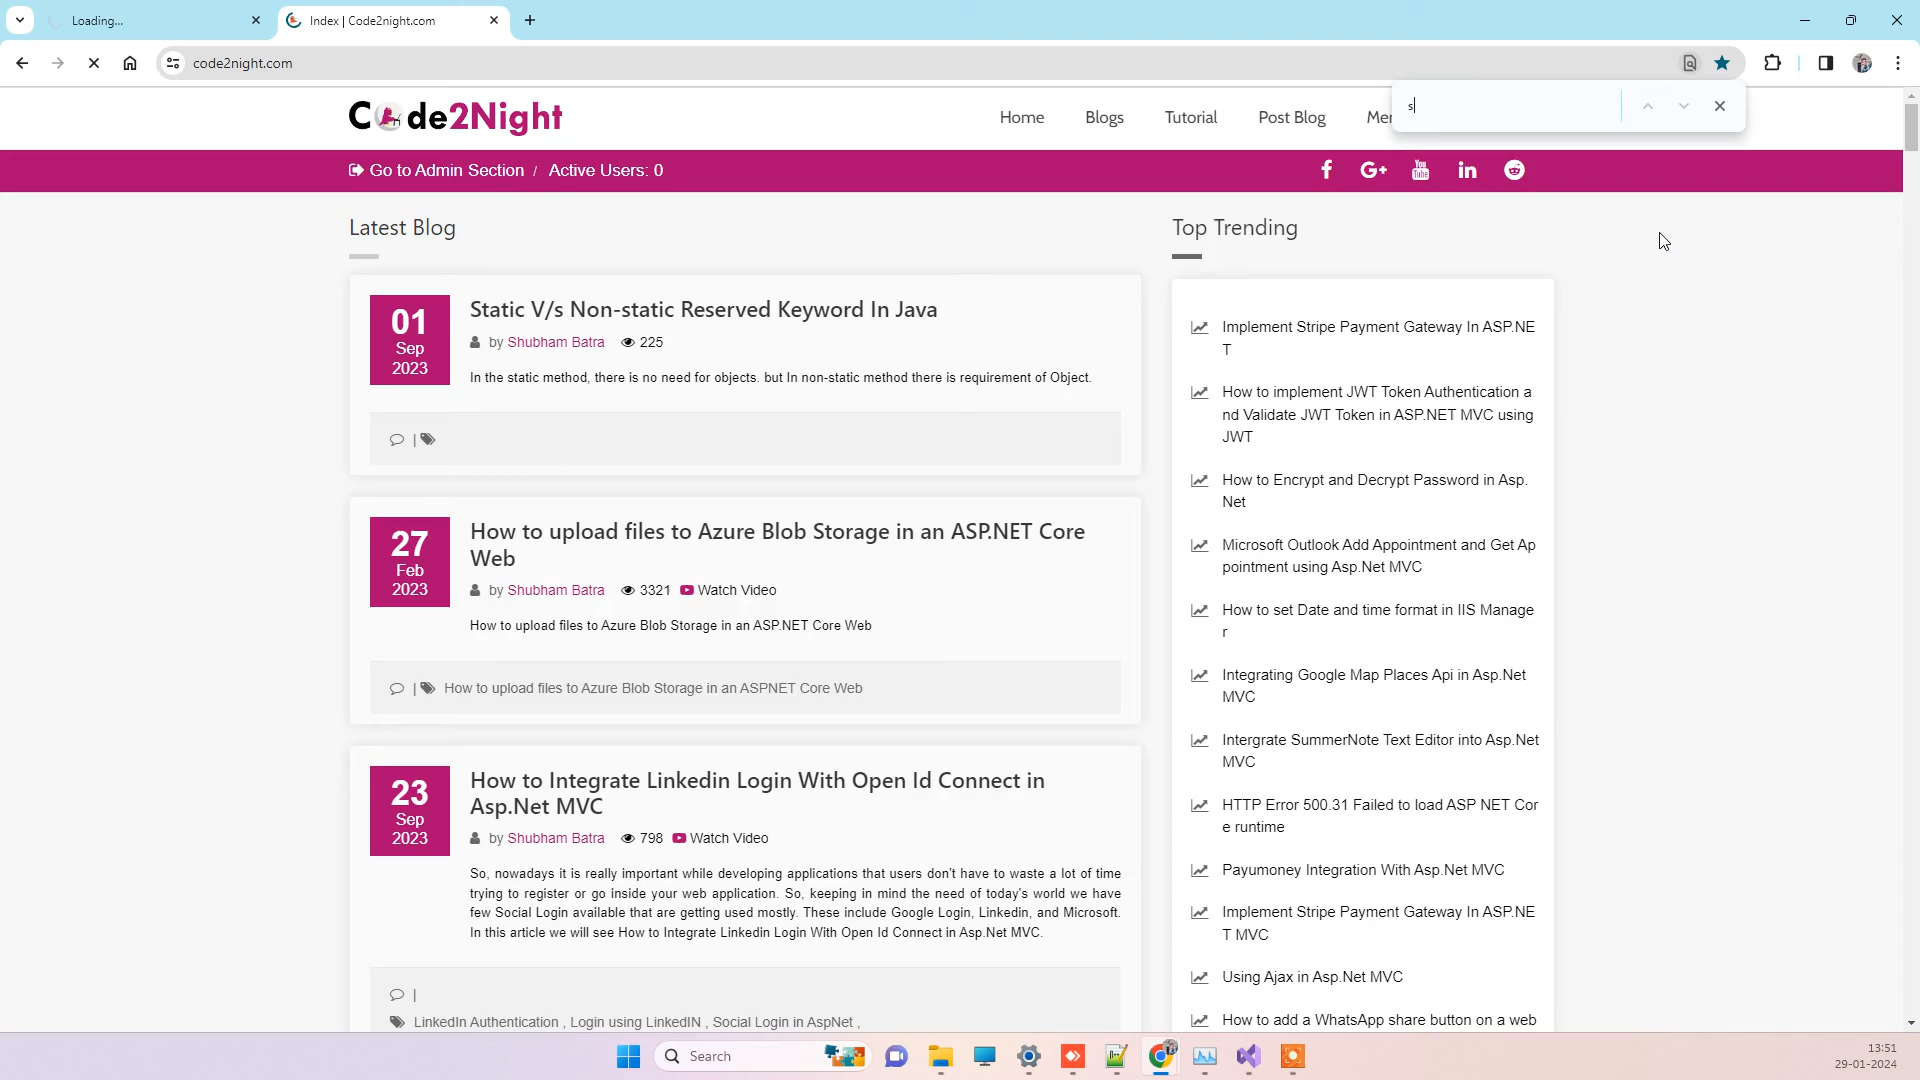 Loading...
Index | Code2night.com
code2night.com
s
Code2Night
Home
Blogs
Tutorial
Post Blog
Go to Admin Section / Active Users: 0
Latest Blog
01
Sep
2023
Static V/s Non-static Reserved Keyword In Java
by Shubham Batra 225
In the static method, there is no need for objects. but In non-static method there is requirement of Object.
|
27
Feb
2023
How to upload files to Azure Blob Storage in an ASP.NET Core
Web
by Shubham Batra 3321 Watch Video
How to upload files to Azure Blob Storage in an ASP.NET Core Web
| How to upload files to Azure Blob Storage in an ASPNET Core Web
23
Sep
2023
How to Integrate Linkedin Login With Open Id Connect in
Asp.Net MVC
by Shubham Batra 798 Watch Video
So, nowadays it is really important while developing applications that users don't have to waste a lot of time
trying to register or go inside your web application. So, keeping in mind the need of today's world we have
few Social Login available that are getting used mostly. These include Google Login, Linkedin, and Microsoft.
In this article we will see How to Integrate Linkedin Login With Open Id Connect in Asp.Net MVC.
|
LinkedIn Authentication , Login using LinkedIN , Social Login in AspNet ,
Top Trending
Implement Stripe Payment Gateway In ASP.NE
T
How to implement JWT Token Authentication a
nd Validate JWT Token in ASP.NET MVC using
JWT
How to Encrypt and Decrypt Password in Asp.
Net
Microsoft Outlook Add Appointment and Get Ap
pointment using Asp.Net MVC
How to set Date and time format in IIS Manage
r
Integrating Google Map Places Api in Asp.Net
MVC
Intergrate SummerNote Text Editor into Asp.Net
MVC
HTTP Error 500.31 Failed to load ASP NET Cor
e runtime
Payumoney Integration With Asp.Net MVC
Implement Stripe Payment Gateway In ASP.NE
T MVC
Using Ajax in Asp.Net MVC
How to add a WhatsApp share button on a web
Search
13:51
29-01-2024